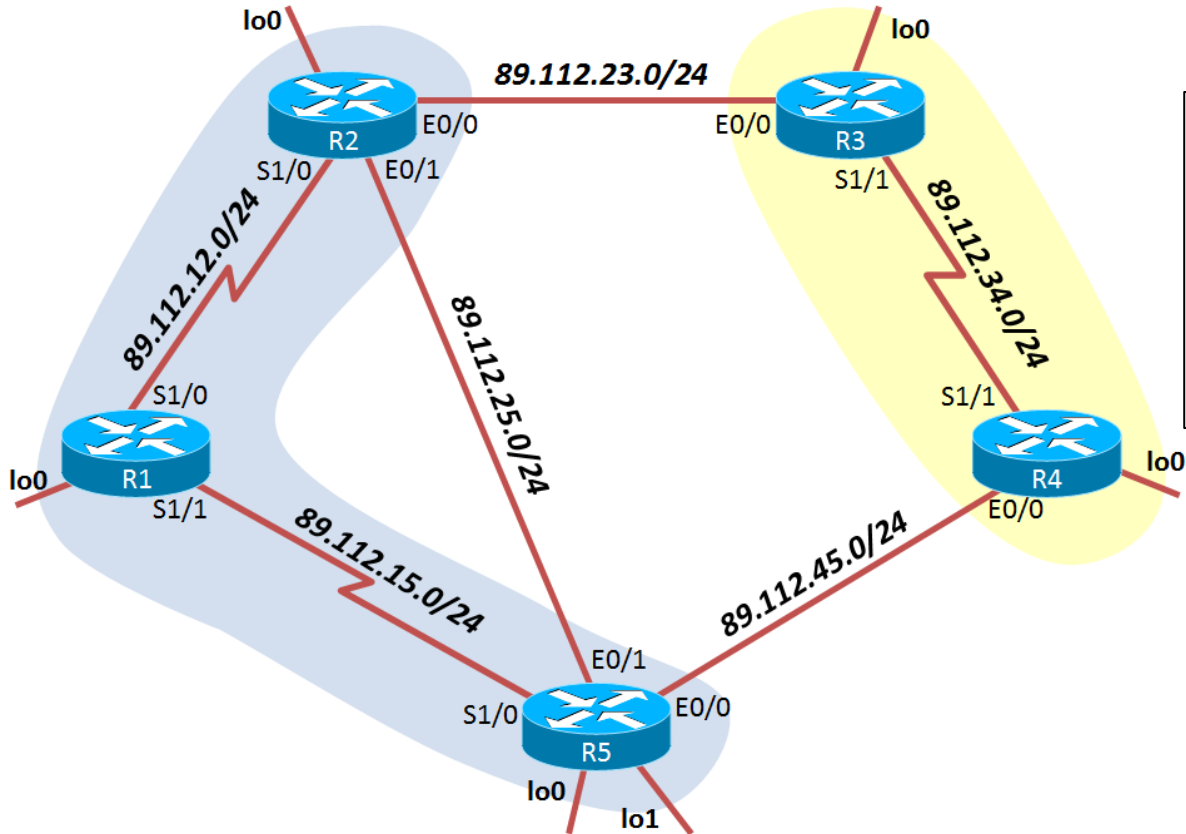 lo0
lo0
89.112.23.0/24
R2
E0/0
E0/0
R3
S1/0
E0/1
S1/1
89.112.12.0/24
89.112.34.0/24
89.112.25.0/24
S1/0
S1/1
R1
R4
lo0
lo0
S1/1
E0/0
89.112.15.0/24
89.112.45.0/24
E0/1
S1/0
E0/0
R5
lo0
lo1